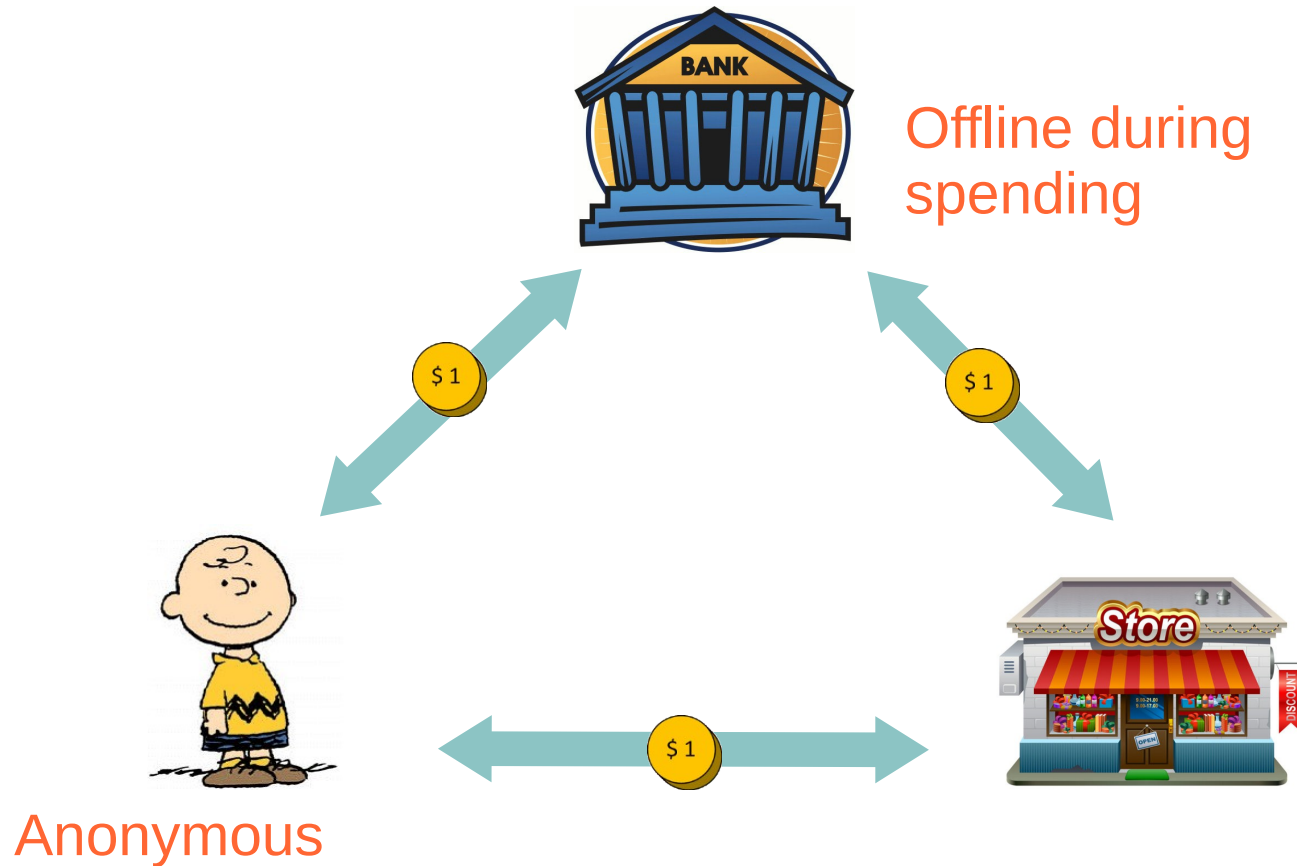 BANK
Offline during
spending
$ 1
$ 1
Store
DISCOUNT
OPEN
$ 1
Anonymous